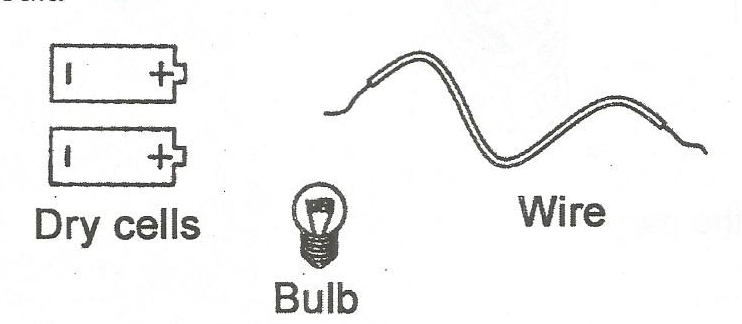 - +
- +
Dry cells
Wire
Bulb